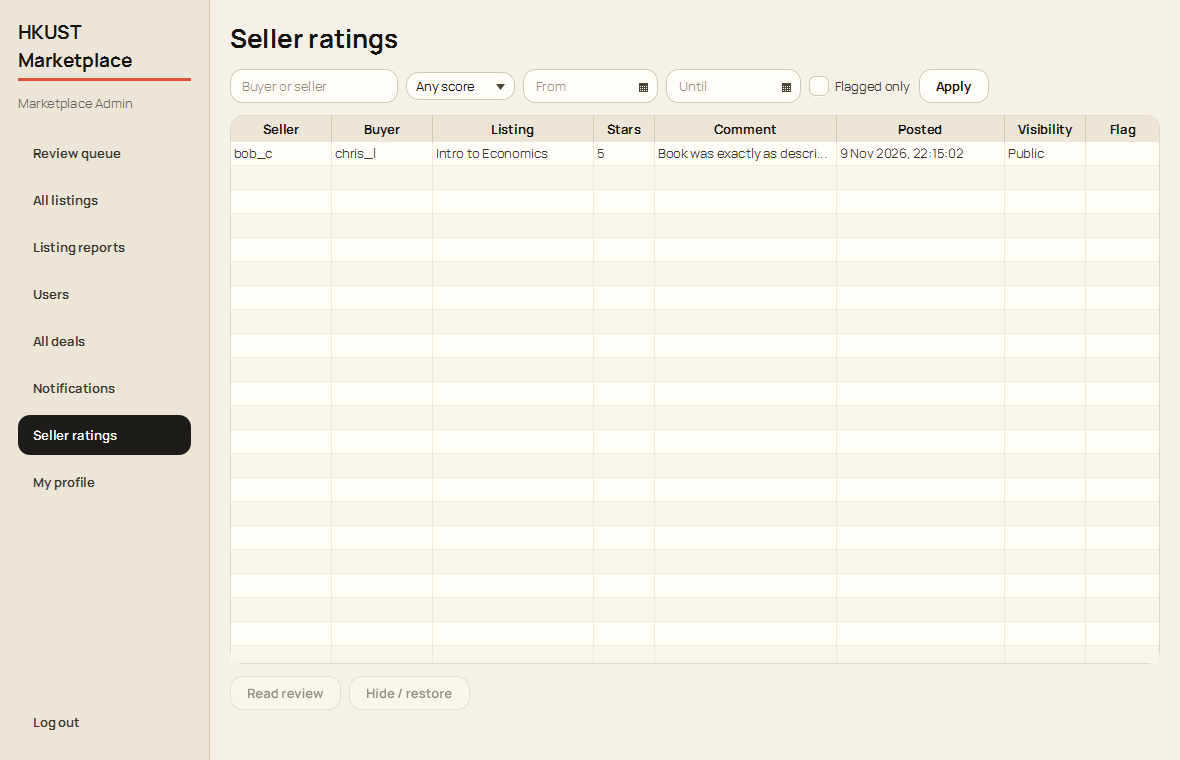 HKUST
Marketplace
Marketplace Admin
Review queue
All listings
Listing reports
Users
All deals
Notifications
Seller ratings
My profile
Log out
Seller ratings
Buyer or seller
Any score
From
Until
Flagged only
Apply
Seller Buyer Listing Stars Comment Posted Visibility Flag
bob_c chris_l Intro to Economics 5 Book was exactly as descri... 9 Nov 2026, 22:15:02 Public
Read review
Hide / restore